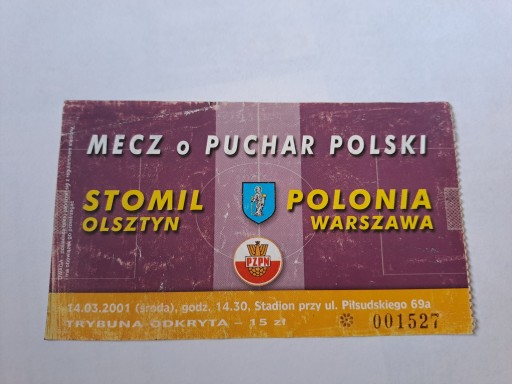 MECZ o PUCHAR POLSKI
STOMIL
OLSZTYN
POLONIA
WARSZAWA
PZPN
14.03.2001 (środa), godz. 14.30, Stadion przy ul. Piłsudskiego 69a
TRYBUNA ODKRYTA – 15 zł
001527